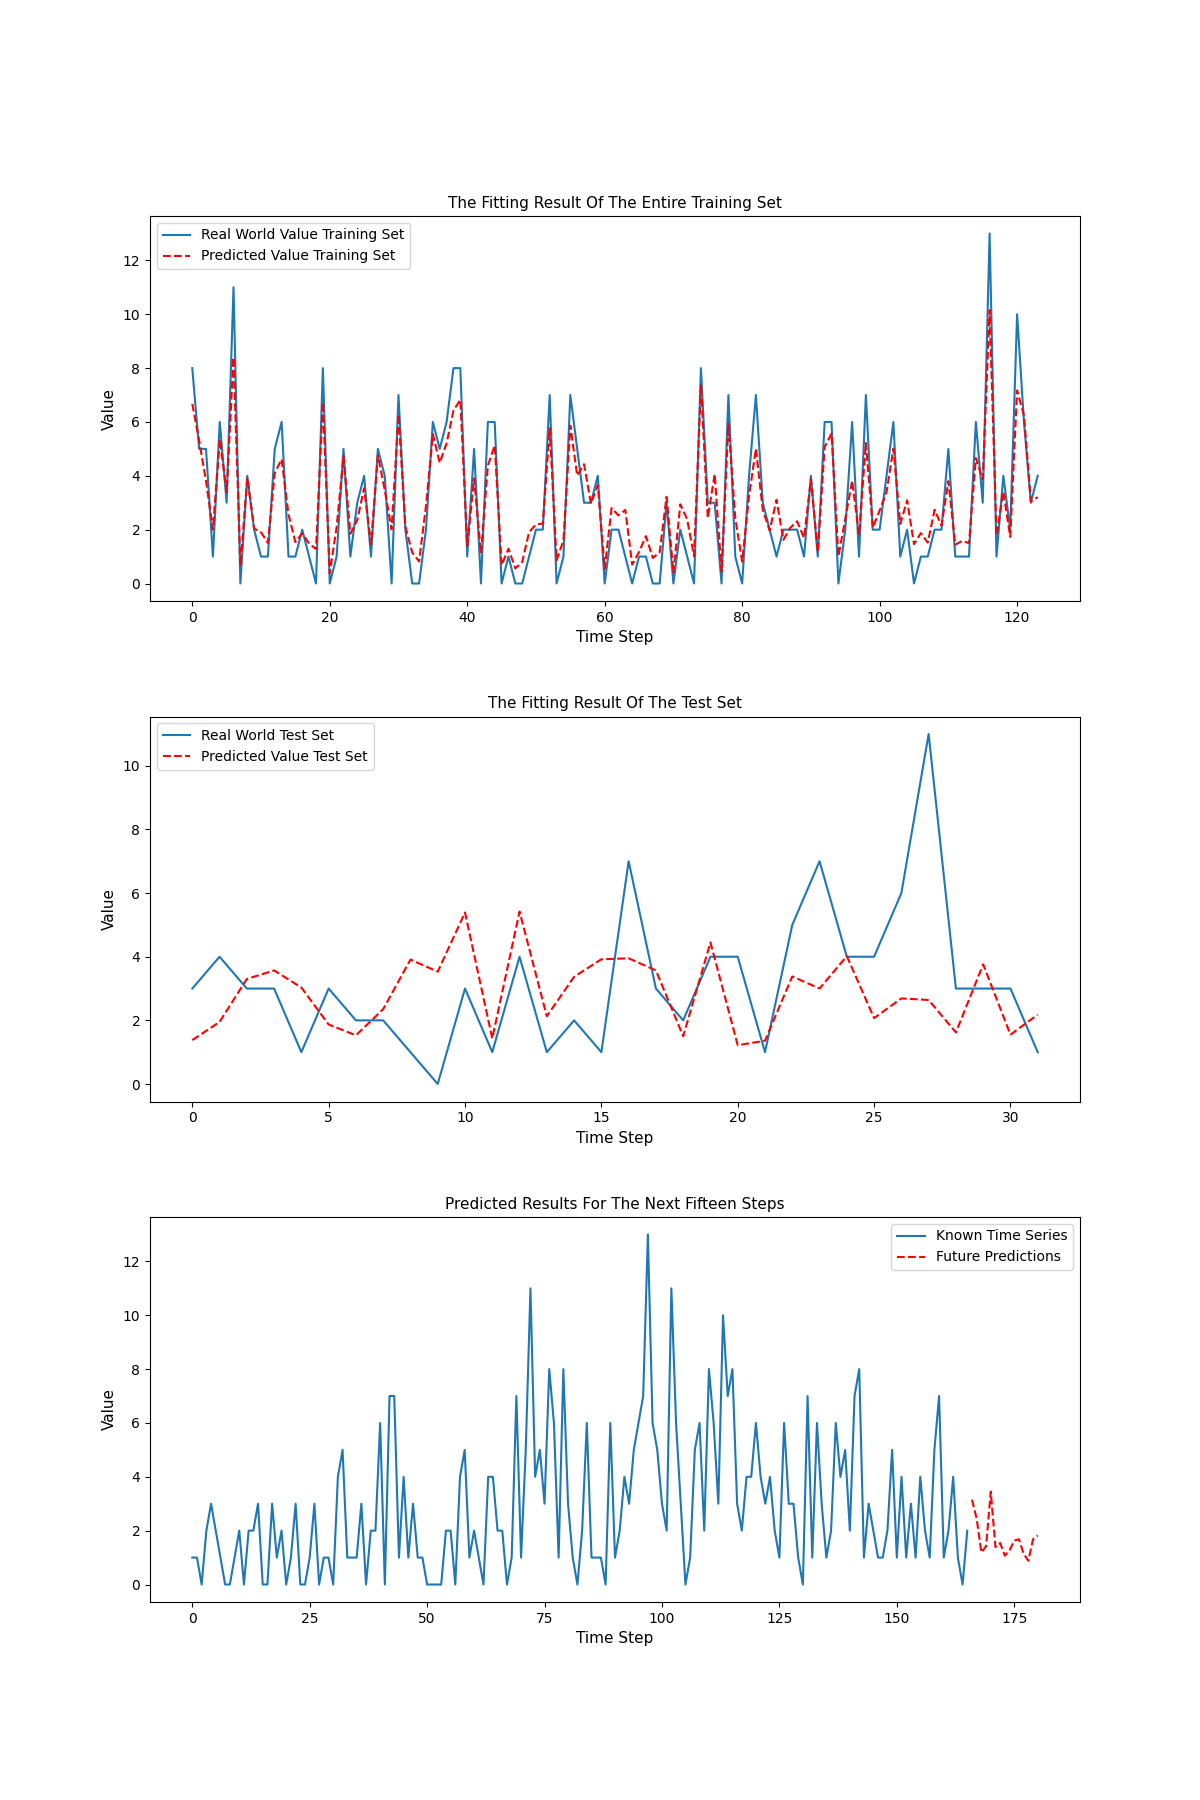 The Fitting Result Of The Entire Training Set
Real World Value Training Set
Predicted Value Training Set
Value
12
10
8
6
4
2
0
0 20 40 60 80 100 120
Time Step
The Fitting Result Of The Test Set
Real World Test Set
Predicted Value Test Set
Value
10
8
6
4
2
0
0 5 10 15 20 25 30
Time Step
Predicted Results For The Next Fifteen Steps
Known Time Series
Future Predictions
Value
12
10
8
6
4
2
0
0 25 50 75 100 125 150 175
Time Step